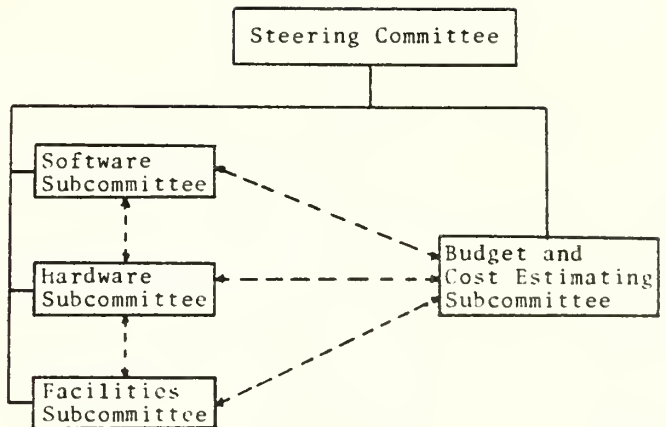 Steering Committee
Software
Subcommittee
Hardware
Subcommittee
Facilities
Subcommittee
Budget and
Cost Estimating
Subcommittee